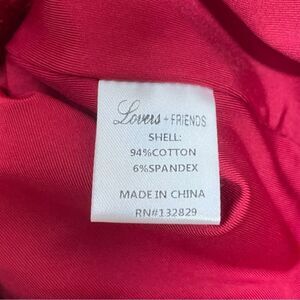 Lovers + FRIENDS
SHELL:
94%COTTON
6%SPANDEX
MADE IN CHINA
RN#132829